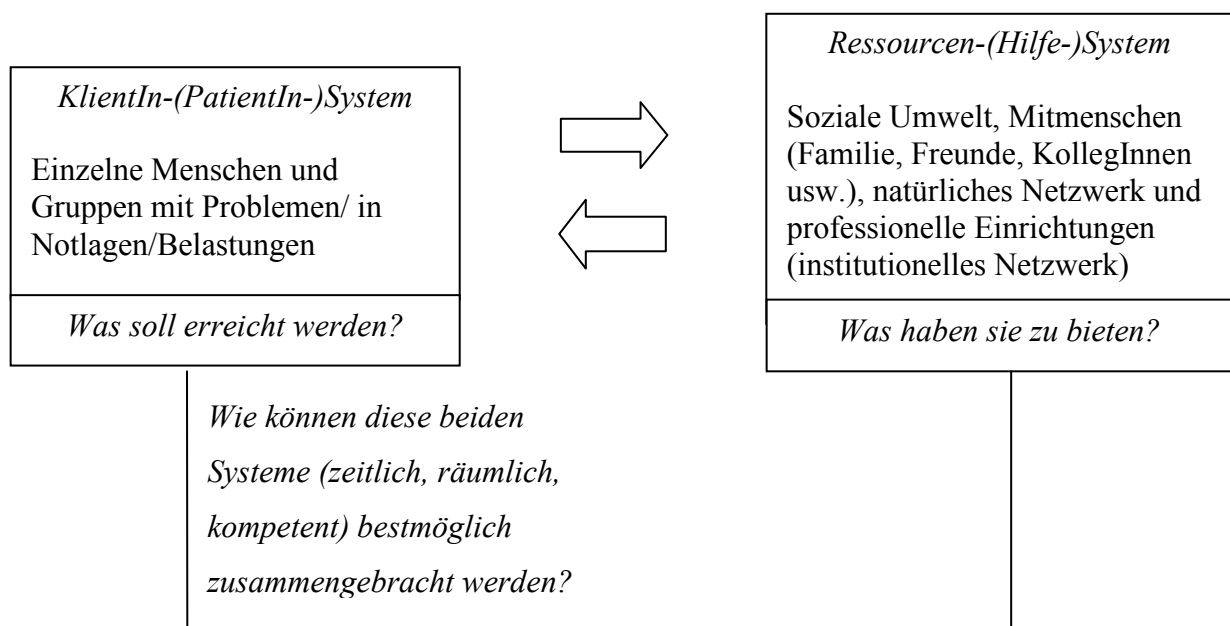 KlientIn-(PatientIn-)System
Einzelne Menschen und
Gruppen mit Problemen/ in
Notlagen/Belastungen
Was soll erreicht werden?
Ressourcen-(Hilfe-)System
Soziale Umwelt, Mitmenschen
(Familie, Freunde, KollegInnen
usw.), natürliches Netzwerk und
professionelle Einrichtungen
(institutionelles Netzwerk)
Was haben sie zu bieten?
Wie können diese beiden
Systeme (zeitlich, räumlich,
kompetent) bestmöglich
zusammengebracht werden?